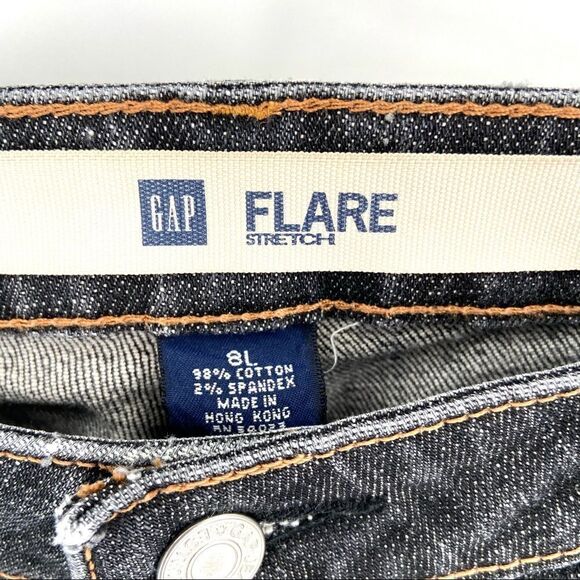 GAP FLARE
STRETCH
8L
98% COTTON
2% SPANDEX
MADE IN
HONG KONG